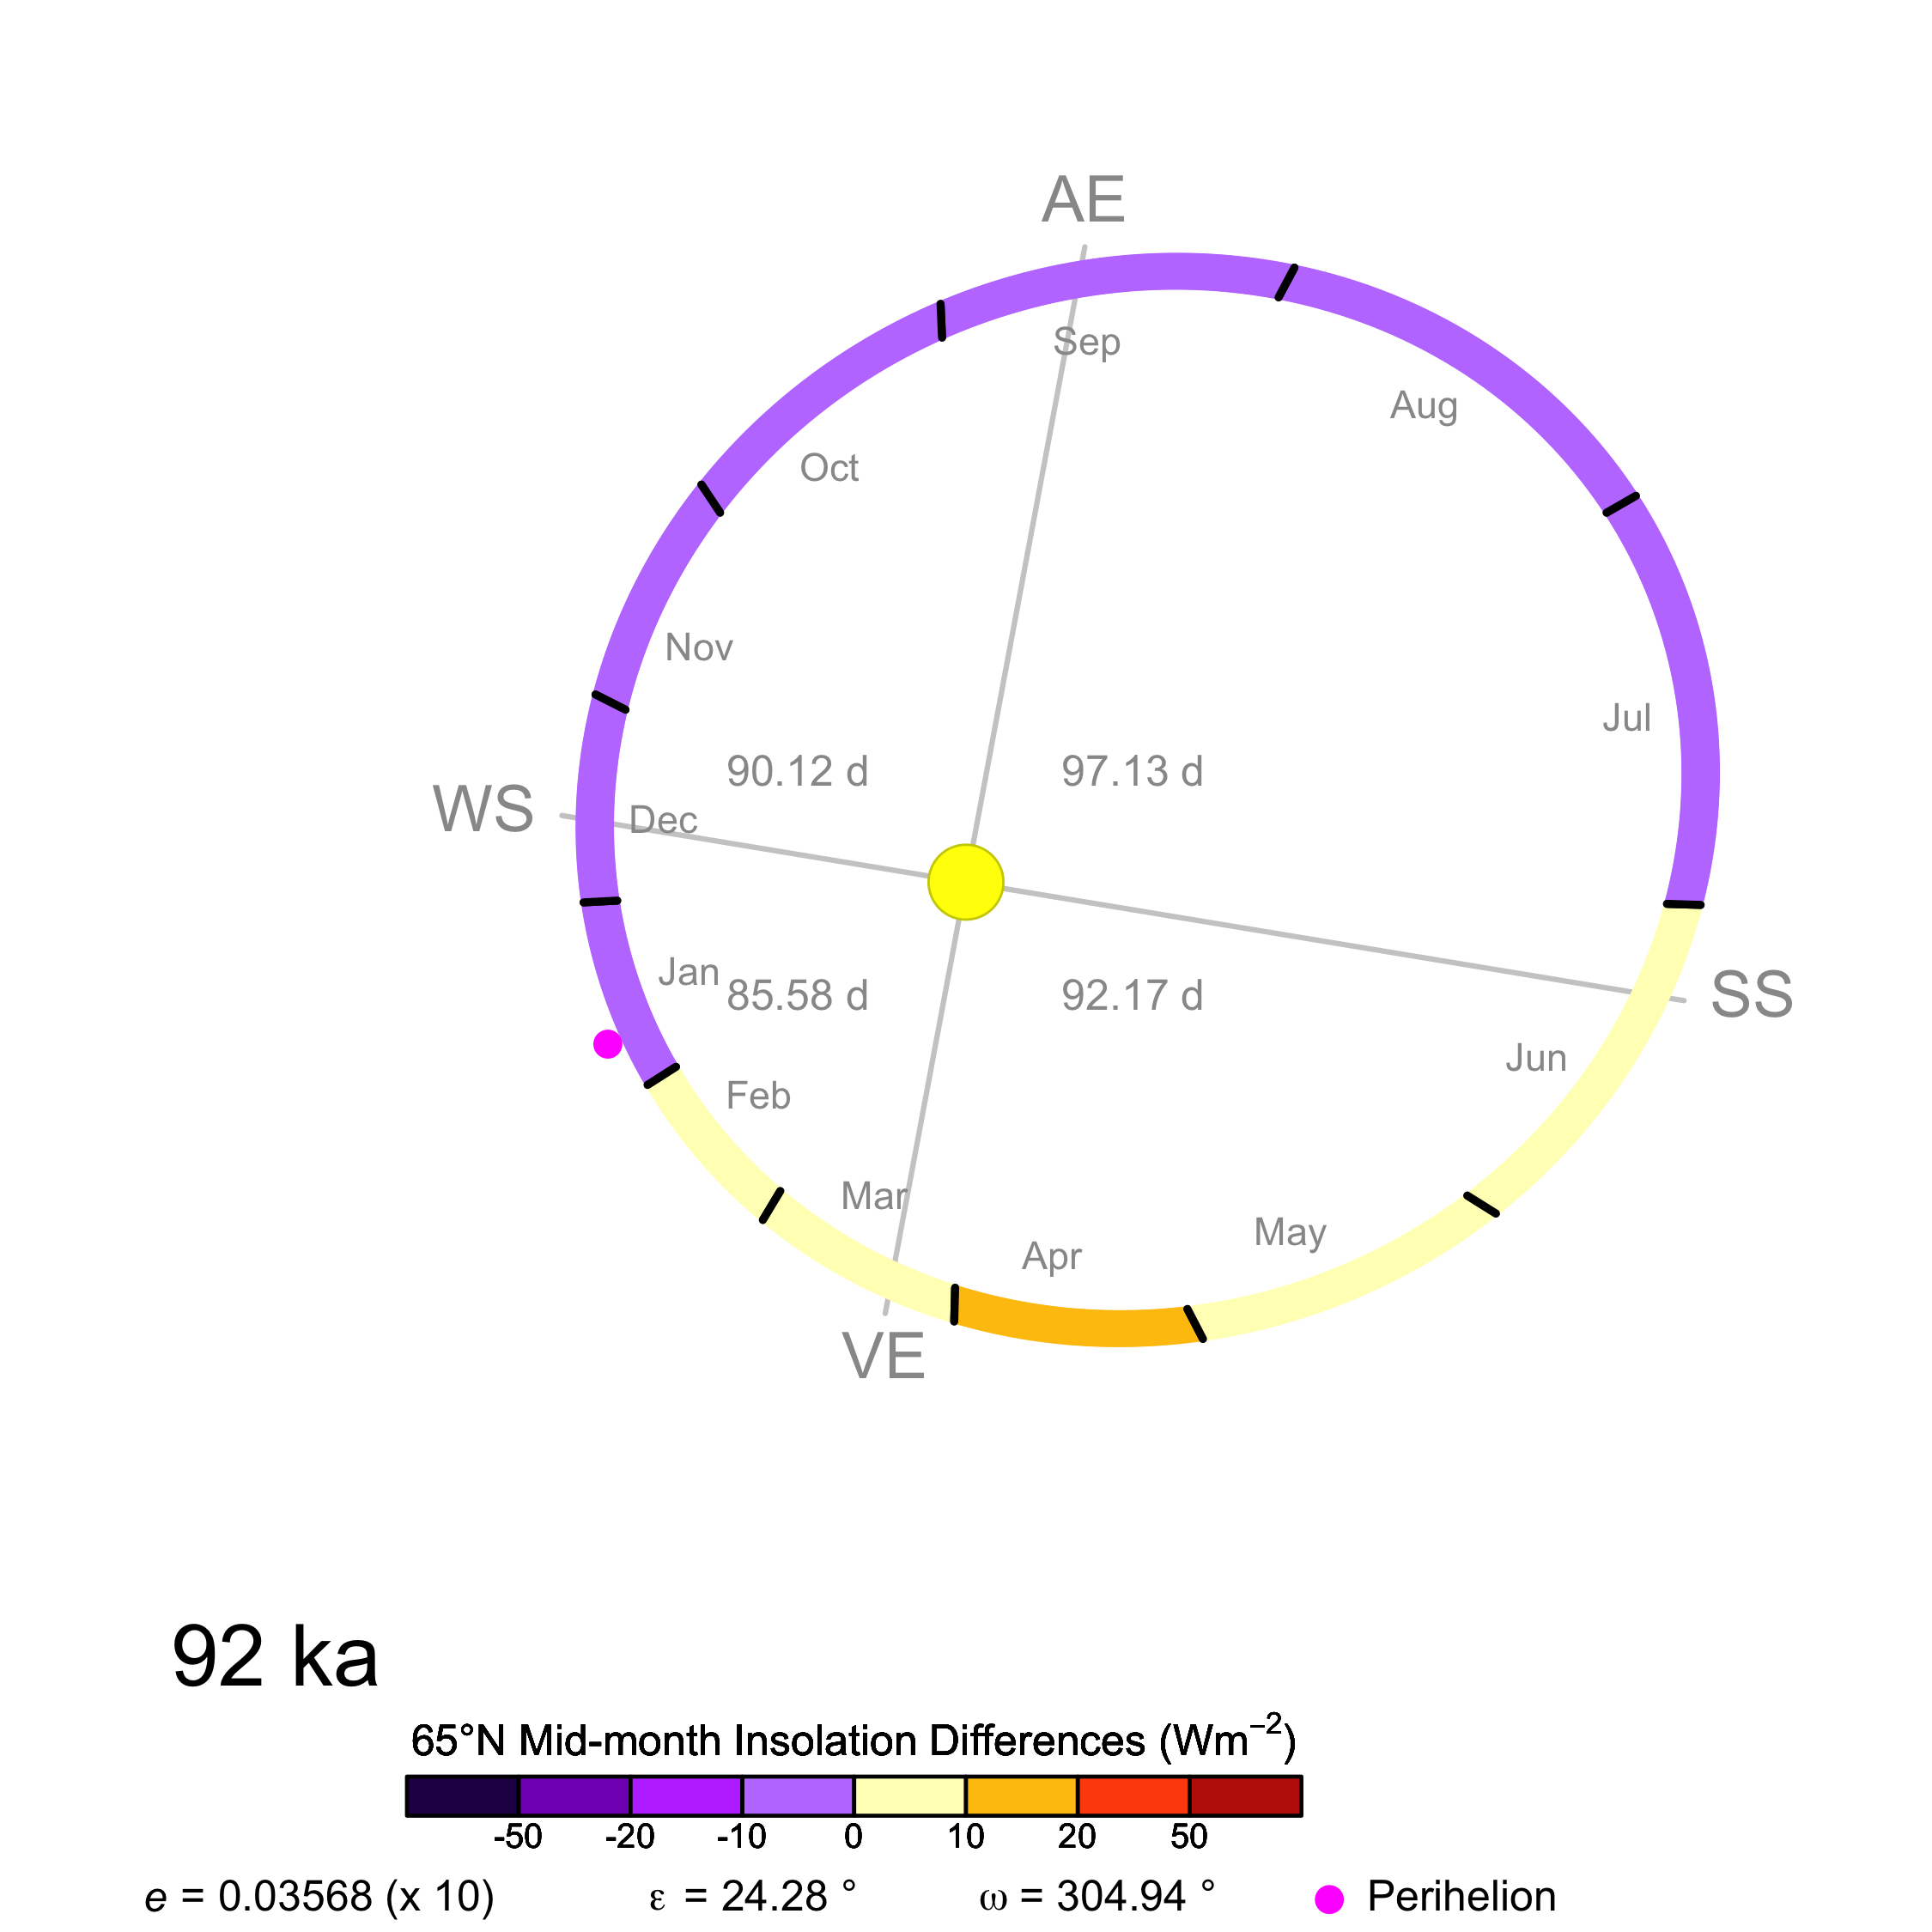 AE
Sep
Aug
Oct
Nov
Jul
90.12 d
97.13 d
WS
Dec
Jan
85.58 d
92.17 d
SS
Jun
Feb
Mar
May
Apr
VE
92 ka
65°N Mid-month Insolation Differences (Wm⁻²)
-50 -20 -10 0 10 20 50
e = 0.03568 (x 10) ε = 24.28 ° ω = 304.94 ° Perihelion